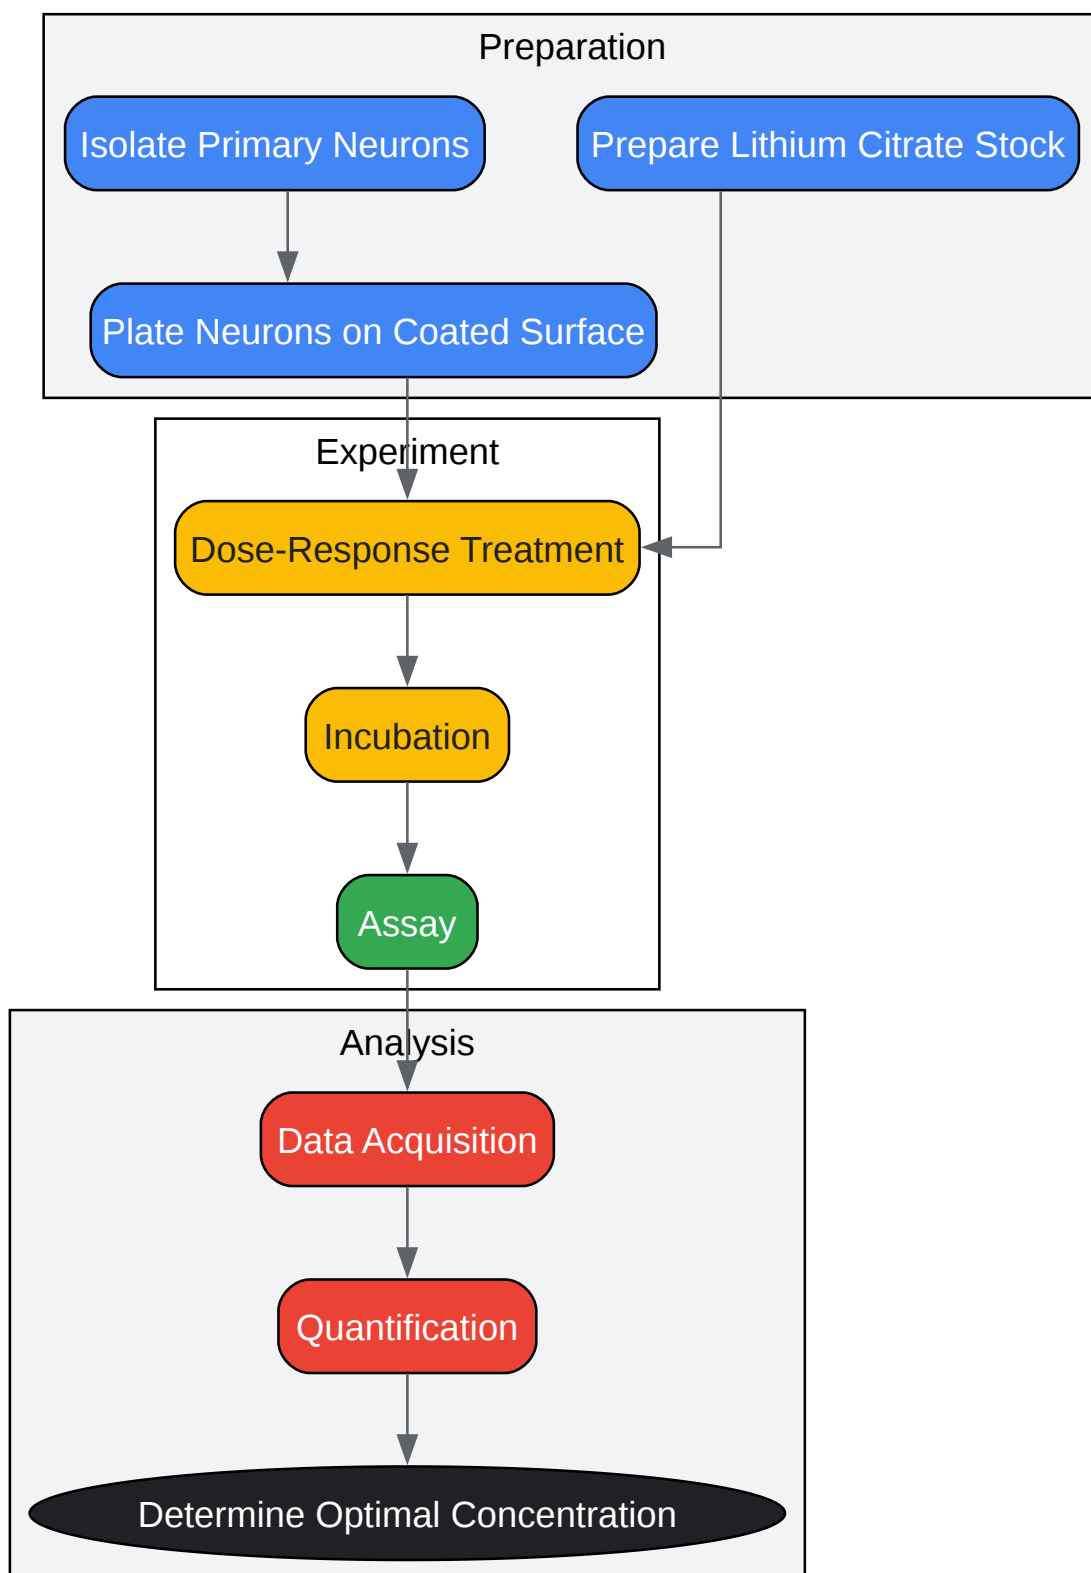 Preparation
Isolate Primary Neurons
Prepare Lithium Citrate Stock
Plate Neurons on Coated Surface
Experiment
Dose-Response Treatment
Incubation
Assay
Analysis
Data Acquisition
Quantification
Determine Optimal Concentration